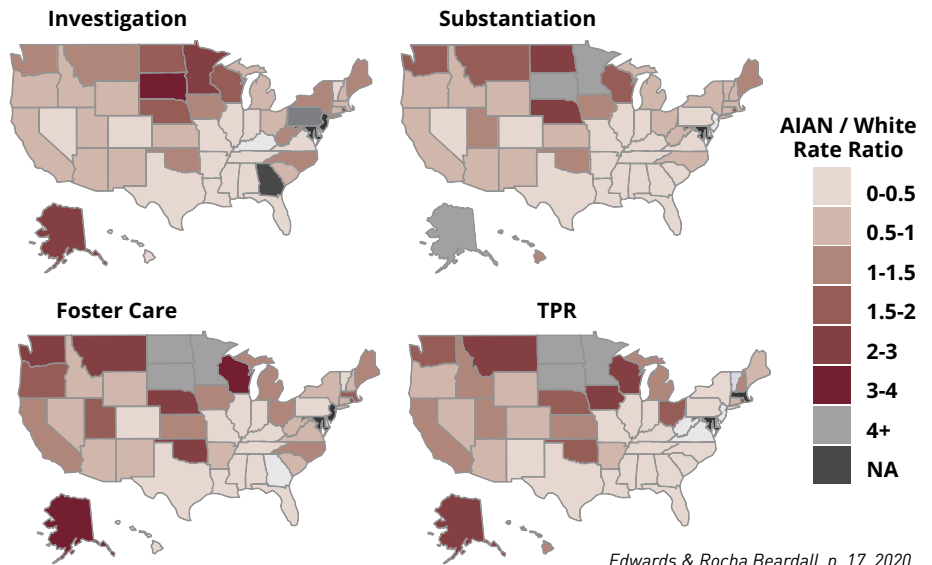 Investigation
Substantiation
AIAN / White
Rate Ratio
0-0.5
0.5-1
1-1.5
1.5-2
2-3
3-4
4+
NA
Foster Care
TPR
Edwards & Rocha Beardall, p. 17, 2020